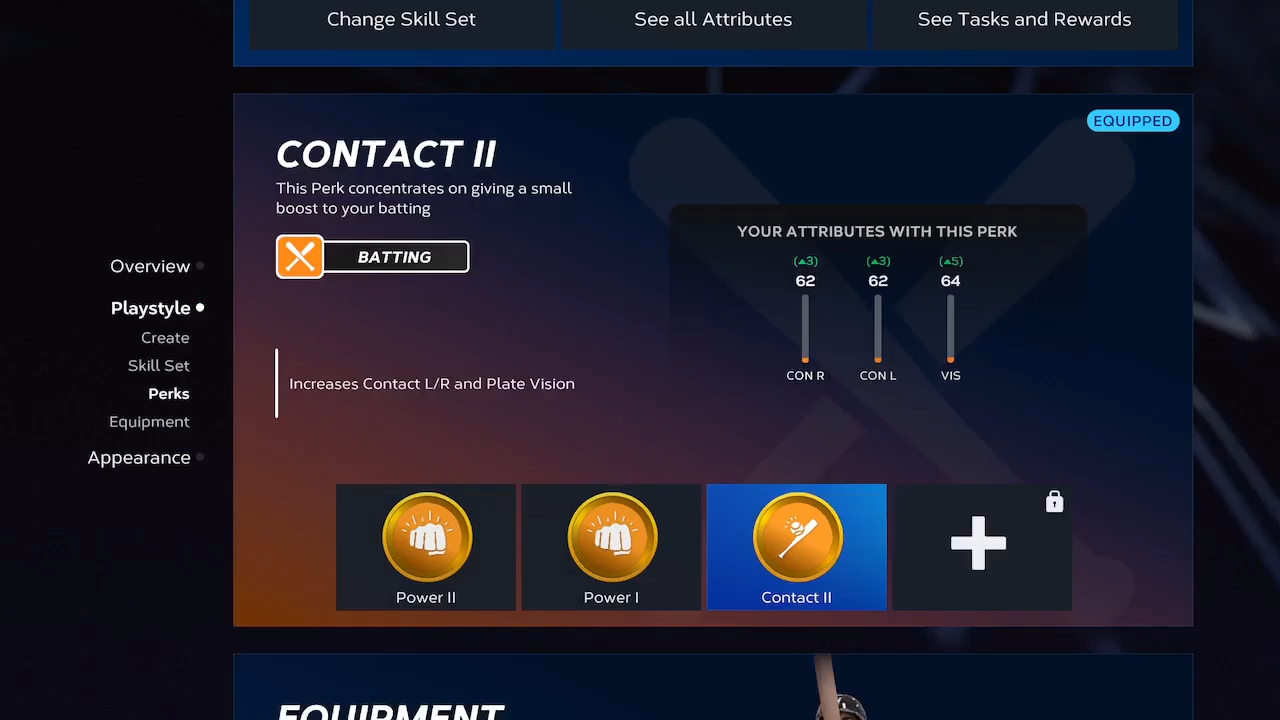 Change Skill Set
See all Attributes
See Tasks and Rewards
EQUIPPED
CONTACT II
This Perk concentrates on giving a small
boost to your batting
BATTING
Increases Contact L/R and Plate Vision
YOUR ATTRIBUTES WITH THIS PERK
(▲3) (▲3) (▲5)
62 62 64
CON R CON L VIS
Overview
Playstyle
Create
Skill Set
Perks
Equipment
Appearance
Power II
Power I
Contact II
EQUIPMENT